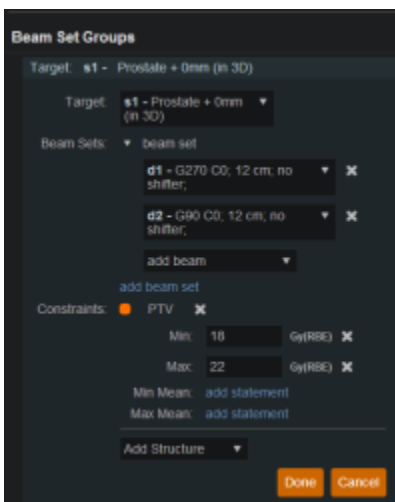 Beam Set Groups
Target: s1 - Prostate + 0mm (in 3D)
Target: s1 - Prostate + 0mm
(in 3D)
Beam Sets: beam set
d1 - G270 C0; 12 cm; no
shifter;
d2 - G90 C0; 12 cm; no
shifter;
add beam
add beam set
Constraints: PTV
Min: 18 Gy(RBE)
Max: 22 Gy(RBE)
Min Mean: add statement
Max Mean: add statement
Add Structure
Done Cancel